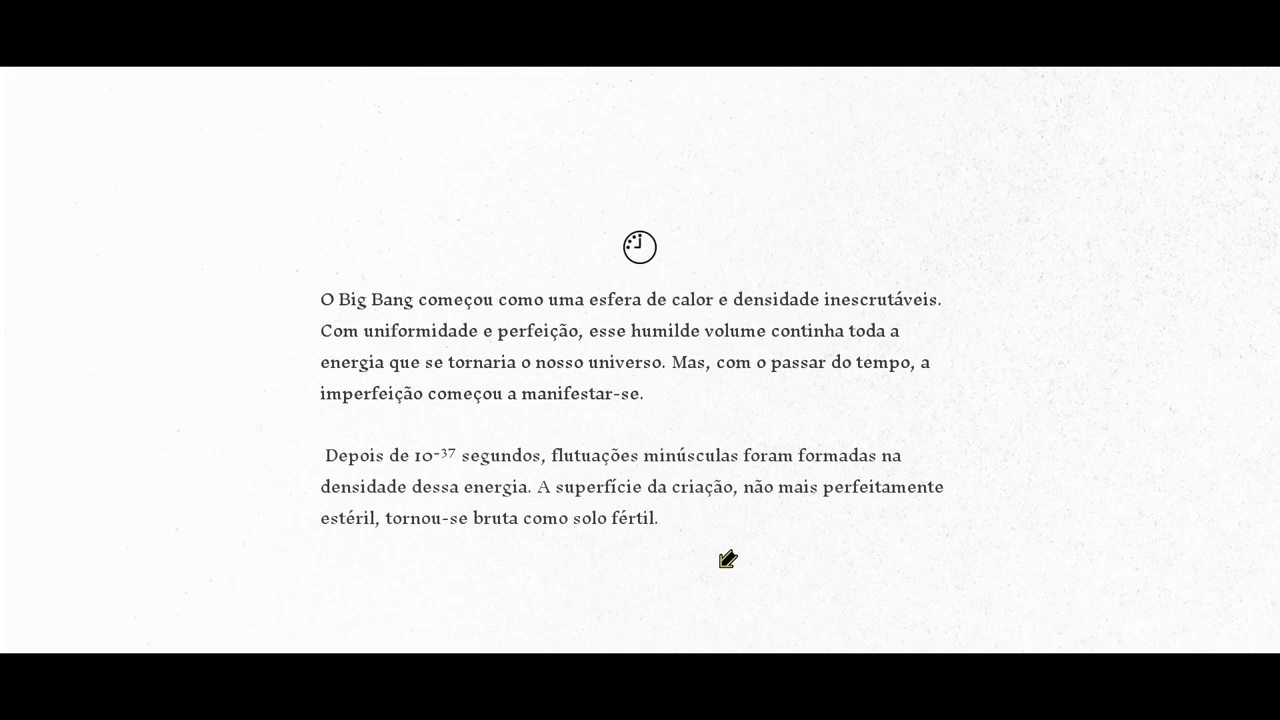 O Big Bang começou como uma esfera de calor e densidade inescrutáveis.
Com uniformidade e perfeição, esse humilde volume continha toda a
energia que se tornaria o nosso universo. Mas, com o passar do tempo, a
imperfeição começou a manifestar-se.
Depois de 10⁻³⁷ segundos, flutuações minúsculas foram formadas na
densidade dessa energia. A superfície da criação, não mais perfeitamente
estéril, tornou-se bruta como solo fértil.